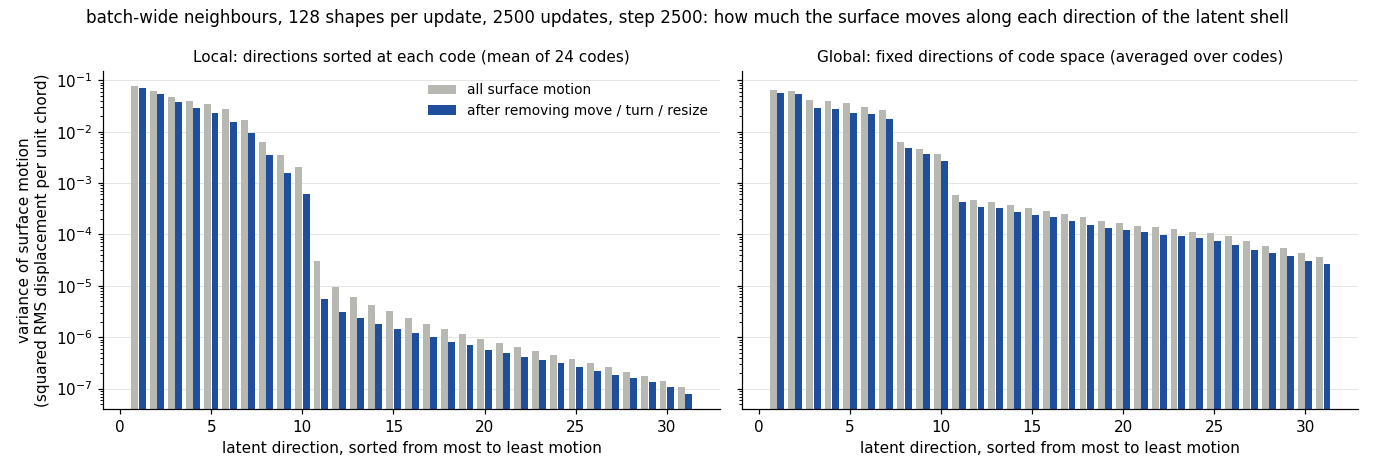 batch-wide neighbours, 128 shapes per update, 2500 updates, step 2500: how much the surface moves along each direction of the latent shell
Local: directions sorted at each code (mean of 24 codes)
variance of surface motion
(squared RMS displacement per unit chord)
10⁻¹
10⁻²
10⁻³
10⁻⁴
10⁻⁵
10⁻⁶
10⁻⁷
all surface motion
after removing move / turn / resize
0 5 10 15 20 25 30
latent direction, sorted from most to least motion
Global: fixed directions of code space (averaged over codes)
0 5 10 15 20 25 30
latent direction, sorted from most to least motion